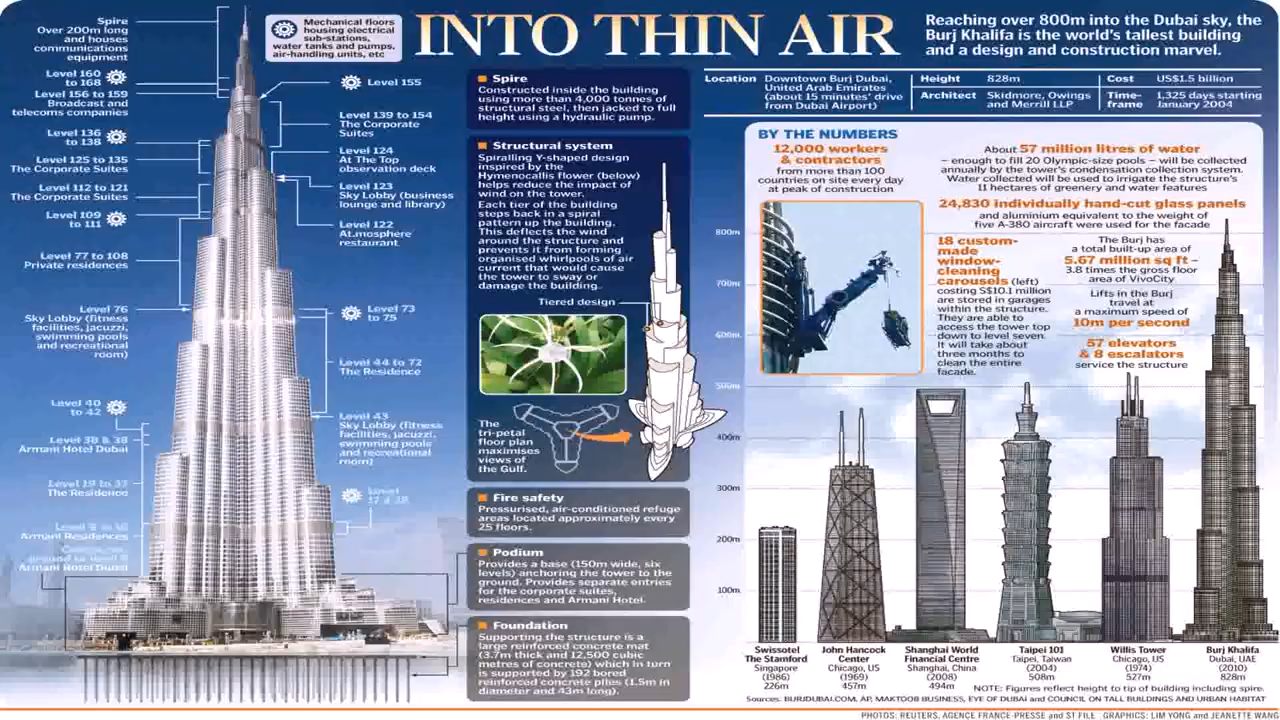 INTO THIN AIR
Reaching over 800m into the Dubai sky, the
Burj Khalifa is the world's tallest building
and a design and construction marvel.
Spire
Over 200m long
and houses
communications
equipment
Level 160
to 168
Level 156 to 159
Broadcast and
telecoms companies
Level 136
to 138
Level 125 to 135
The Corporate Suites
Level 112 to 121
The Corporate Suites
Level 109
to 111
Level 77 to 108
Private residences
Level 76
Sky Lobby (fitness
facilities, jacuzzi,
swimming pools
and recreational
room)
Level 40
to 42
Level 38 & 38
Armani Hotel Dubai
Level 19 to 37
The Residence
Armani Residences
Armani Hotel Dubai
Mechanical floors
housing electrical
sub-stations,
water tanks and pumps,
air-handling units, etc
Level 155
Level 139 to 154
The Corporate
Suites
Level 124
At The Top
observation deck
Level 123
Sky Lobby (business
lounge and library)
Level 122
At.mosphere
restaurant
Level 73
to 75
Level 44 to 72
The Residence
Level 43
Sky Lobby (fitness
facilities, jacuzzi,
swimming pools
and recreational
room)
Level
Spire
Constructed inside the building
using more than 4,000 tonnes of
structural steel, then jacked to full
height using a hydraulic pump.
Structural system
Spiralling Y-shaped design
inspired by the
Hymenocallis flower (below)
helps reduce the impact of
wind on the tower.
Each tier of the building
steps back in a spiral
pattern up the building.
This deflects the wind
around the structure and
prevents it from forming
organised whirlpools of air
current that would cause
the tower to sway or
damage the building.
Tiered design
The
tri-petal
floor plan
maximises
views of
the Gulf.
Fire safety
Pressurised, air-conditioned refuge
areas located approximately every
25 floors.
Podium
Provides a base (150m wide, six
levels) anchoring the tower to the
ground. Provides separate entries
for the corporate suites,
residences and Armani Hotel.
Foundation
Supporting the structure is a
large reinforced concrete mat
(3.7m thick and 12,500 cubic
metres of concrete) which in turn
is supported by 192 bored
reinforced concrete piles (1.5m in
diameter and 43m long).
Location Downtown Burj Dubai,
United Arab Emirates
(about 15 minutes' drive
from Dubai Airport)
Height 828m
Architect Skidmore, Owings
and Merrill LLP
Cost US$1.5 billion
Time-
frame 1,325 days starting
January 2004
BY THE NUMBERS
12,000 workers
& contractors
from more than 100
countries on site every day
at peak of construction
About 57 million litres of water
– enough to fill 20 Olympic-size pools – will be collected
annually by the tower's condensation collection system.
Water collected will be used to irrigate the structure's
11 hectares of greenery and water features
24,830 individually hand-cut glass panels
and aluminium equivalent to the weight of
five A-380 aircraft were used for the facade
18 custom-
made
window-
cleaning
carousels (left)
costing S$10.1 million
are stored in garages
within the structure.
They are able to
access the tower top
down to level seven.
It will take about
three months to
clean the entire
facade.
The Burj has
a total built-up area of
5.67 million sq ft –
3.8 times the gross floor
area of VivoCity
Lifts in the Burj
travel at
a maximum speed of
10m per second
57 elevators
& 8 escalators
service the structure
800m
700m
600m
500m
400m
300m
200m
100m
Swissotel
The Stamford
Singapore
(1986)
226m
John Hancock
Center
Chicago, US
(1969)
457m
Shanghai World
Financial Centre
Shanghai, China
(2008)
494m
Taipei 101
Taipei, Taiwan
(2004)
508m
Willis Tower
Chicago, US
(1974)
527m
Burj Khalifa
Dubai, UAE
(2010)
828m
NOTE: Figures reflect height to tip of building including spire.
Sources: BURJDUBAI.COM, AP, MAKTOOB BUSINESS, EYE OF DUBAI and COUNCIL ON TALL BUILDINGS AND URBAN HABITAT
PHOTOS: REUTERS, AGENCE FRANCE-PRESSE and ST FILE GRAPHICS: LIM YONG and JEANETTE WANG